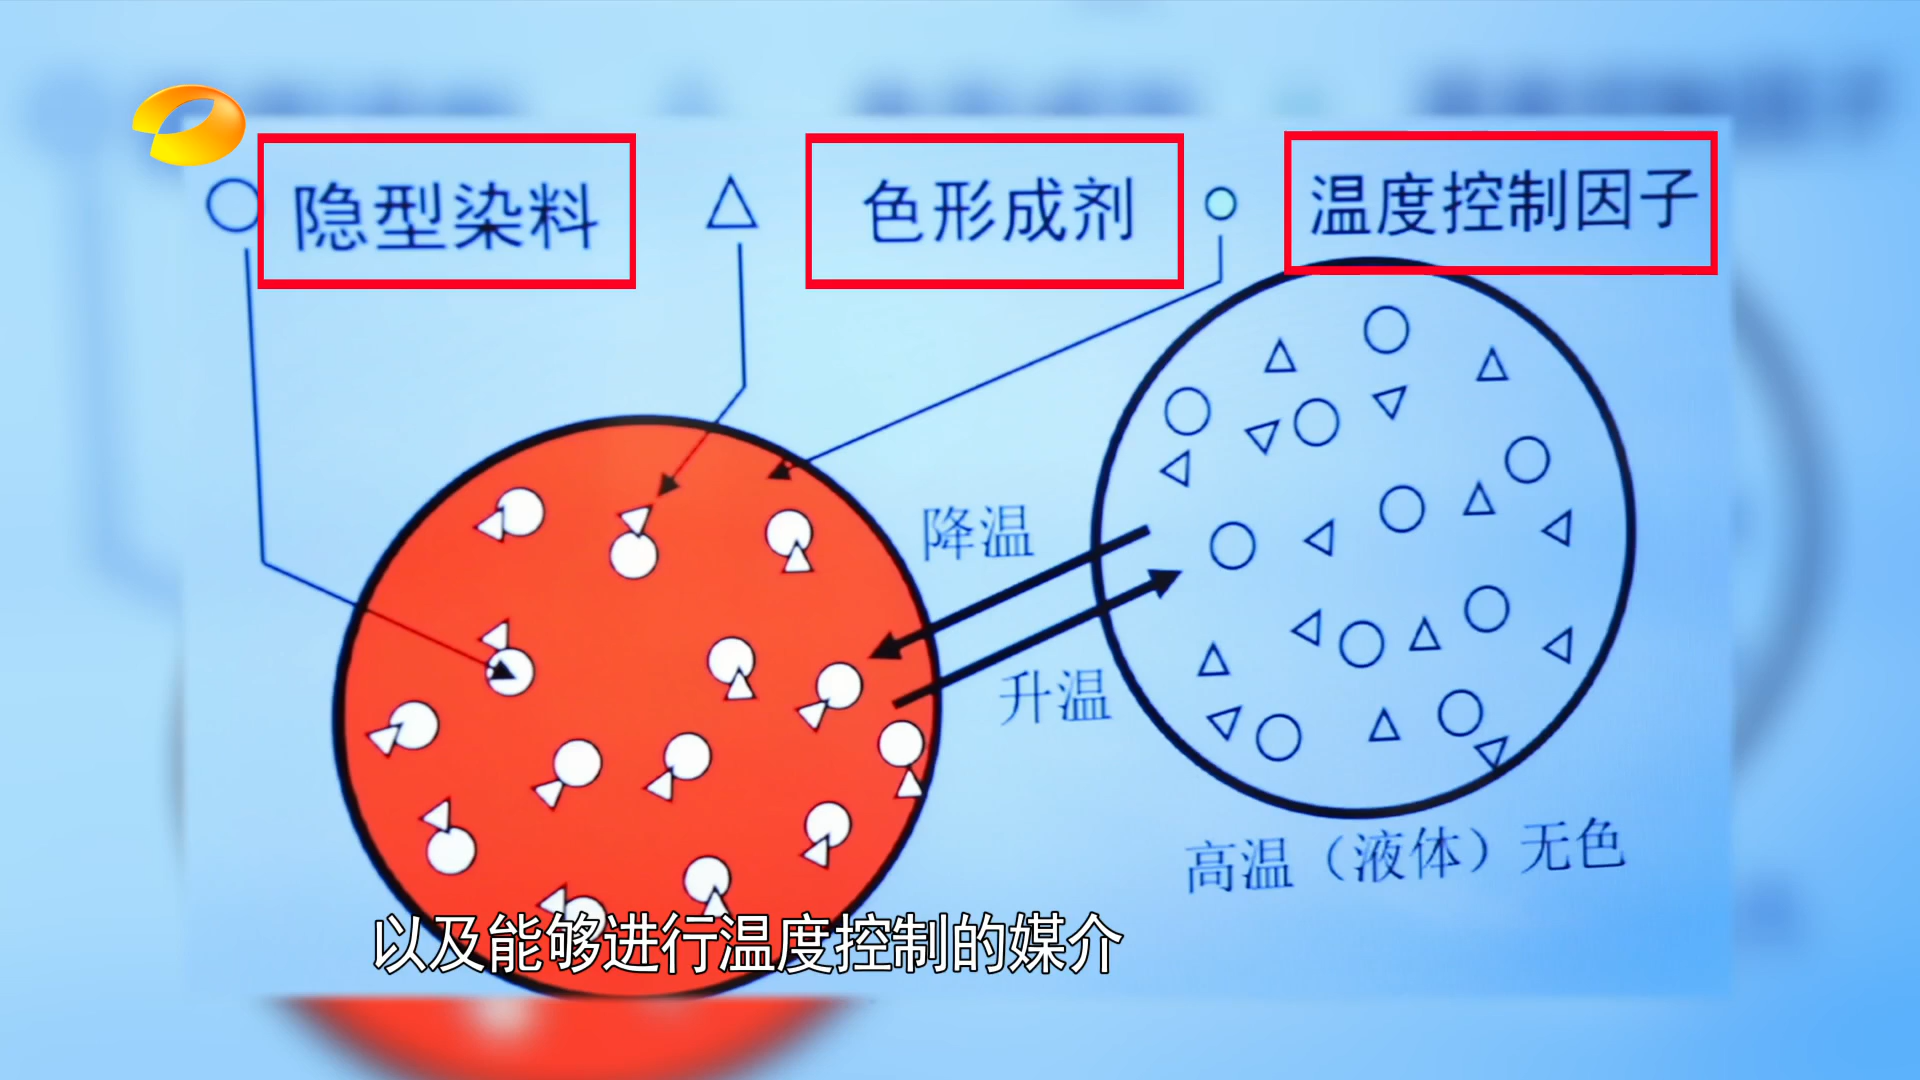 隐型染料
色形成剂
温度控制因子
降温
升温
高温（液体）无色
以及能够进行温度控制的媒介